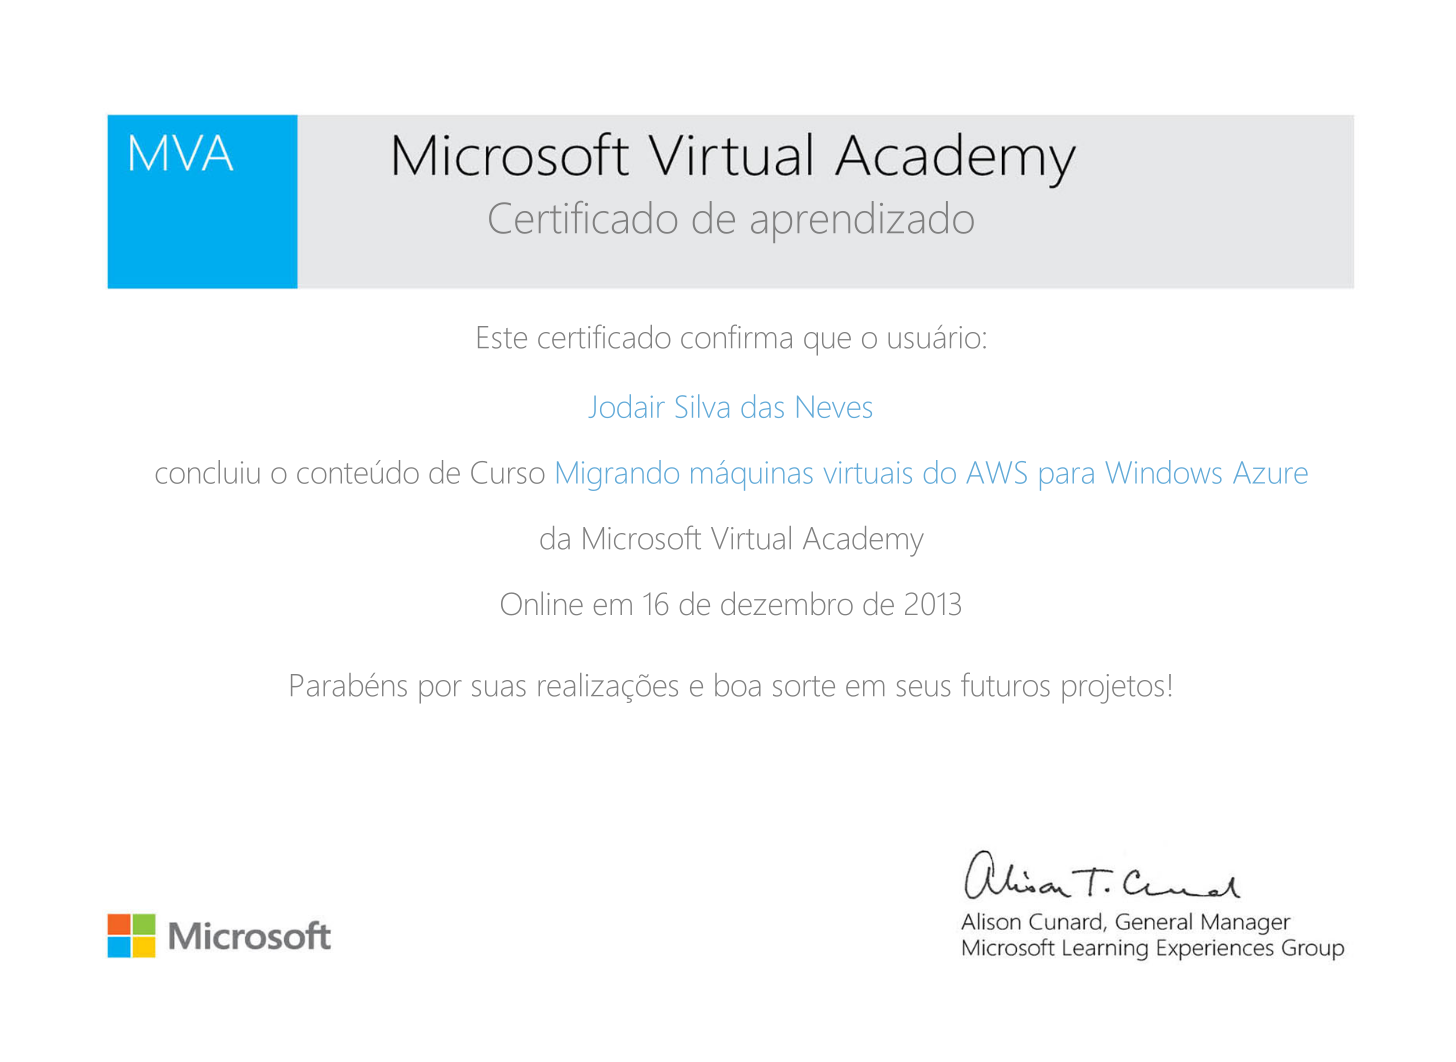 MVA
Microsoft Virtual Academy
Certificado de aprendizado
Este certificado confirma que o usuário:
Jodair Silva das Neves
concluiu o conteúdo de Curso Migrando máquinas virtuais do AWS para Windows Azure
da Microsoft Virtual Academy
Online em 16 de dezembro de 2013
Parabéns por suas realizações e boa sorte em seus futuros projetos!
Alison T. Cunard
Alison Cunard, General Manager
Microsoft Learning Experiences Group
Microsoft